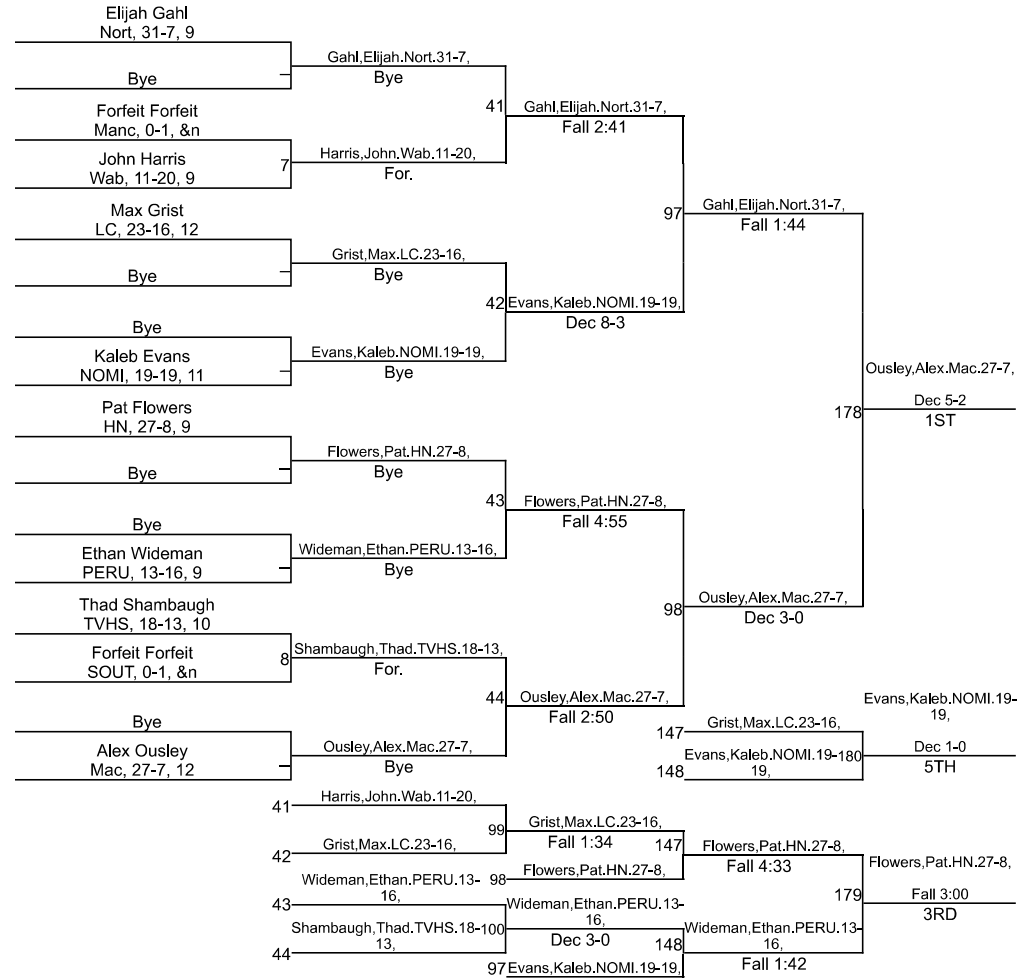 Elijah Gahl
Nort, 31-7, 9
Bye
Forfeit Forfeit
Manc, 0-1, &n
John Harris
Wab, 11-20, 9
7
Max Grist
LC, 23-16, 12
Bye
Bye
Kaleb Evans
NOMI, 19-19, 11
Pat Flowers
HN, 27-8, 9
Bye
Bye
Ethan Wideman
PERU, 13-16, 9
Thad Shambaugh
TVHS, 18-13, 10
Forfeit Forfeit
SOUT, 0-1, &n
8
Bye
Alex Ousley
Mac, 27-7, 12
Gahl,Elijah.Nort.31-7,
Bye
41
Harris,John.Wab.11-20,
For.
Grist,Max.LC.23-16,
Bye
42
Evans,Kaleb.NOMI.19-19,
Bye
Flowers,Pat.HN.27-8,
Bye
43
Wideman,Ethan.PERU.13-16,
Bye
Shambaugh,Thad.TVHS.18-13,
For.
44
Ousley,Alex.Mac.27-7,
Bye
Gahl,Elijah.Nort.31-7,
Fall 2:41
97
Evans,Kaleb.NOMI.19-19,
Dec 8-3
Flowers,Pat.HN.27-8,
Fall 4:55
98
Ousley,Alex.Mac.27-7,
Fall 2:50
Gahl,Elijah.Nort.31-7,
Fall 1:44
178
Ousley,Alex.Mac.27-7,
Dec 3-0
Ousley,Alex.Mac.27-7,
Dec 5-2
1ST
147
Grist,Max.LC.23-16,
148
Evans,Kaleb.NOMI.19-
19,
180
Evans,Kaleb.NOMI.19-
19,
Dec 1-0
5TH
41
Harris,John.Wab.11-20,
42
Grist,Max.LC.23-16,
99
43
Wideman,Ethan.PERU.13-
16,
44
Shambaugh,Thad.TVHS.18-
13,
100
Grist,Max.LC.23-16,
Fall 1:34
147
98
Flowers,Pat.HN.27-8,
Wideman,Ethan.PERU.13-
16,
Dec 3-0
148
97
Evans,Kaleb.NOMI.19-19,
Flowers,Pat.HN.27-8,
Fall 4:33
179
Wideman,Ethan.PERU.13-
16,
Fall 1:42
Flowers,Pat.HN.27-8,
Fall 3:00
3RD